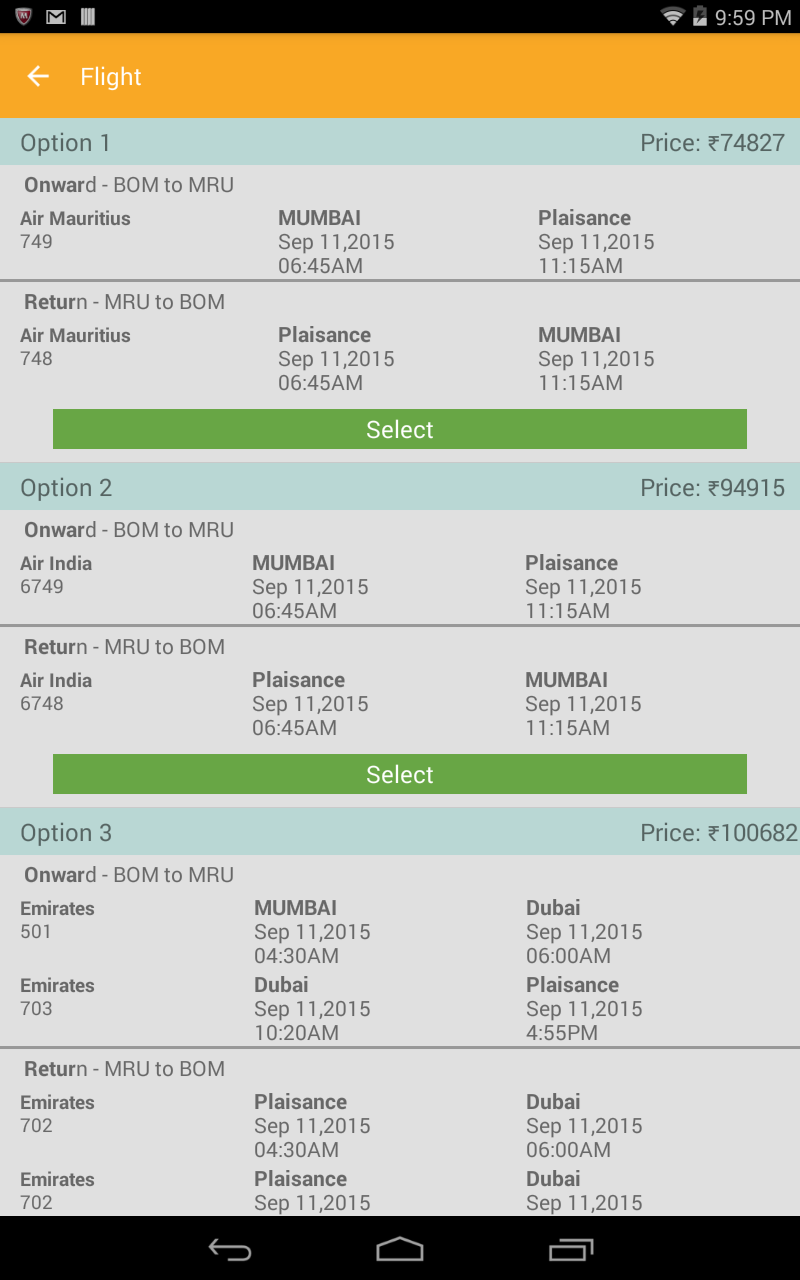 9:59 PM
Flight
Option 1 Price: ₹74827
Onward - BOM to MRU
Air Mauritius MUMBAI Plaisance
749 Sep 11,2015 Sep 11,2015
06:45AM 11:15AM
Return - MRU to BOM
Air Mauritius Plaisance MUMBAI
748 Sep 11,2015 Sep 11,2015
06:45AM 11:15AM
Select
Option 2 Price: ₹94915
Onward - BOM to MRU
Air India MUMBAI Plaisance
6749 Sep 11,2015 Sep 11,2015
06:45AM 11:15AM
Return - MRU to BOM
Air India Plaisance MUMBAI
6748 Sep 11,2015 Sep 11,2015
06:45AM 11:15AM
Select
Option 3 Price: ₹100682
Onward - BOM to MRU
Emirates MUMBAI Dubai
501 Sep 11,2015 Sep 11,2015
04:30AM 06:00AM
Emirates Dubai Plaisance
703 Sep 11,2015 Sep 11,2015
10:20AM 4:55PM
Return - MRU to BOM
Emirates Plaisance Dubai
702 Sep 11,2015 Sep 11,2015
04:30AM 06:00AM
Emirates Plaisance Dubai
702 Sep 11,2015 Sep 11,2015